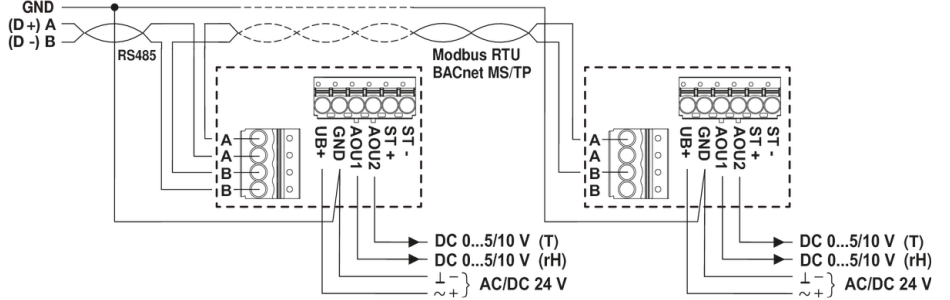 GND
(D +) A
(D -) B
RS485
Modbus RTU
BACnet MS/TP
A
A
B
B
UB+
GND
AOU1
AOU2
ST +
ST -
A
A
B
B
UB+
GND
AOU1
AOU2
ST +
ST -
DC 0...5/10 V (T)
DC 0...5/10 V (rH)
⊥ –
~ +
AC/DC 24 V
DC 0...5/10 V (T)
DC 0...5/10 V (rH)
⊥ –
~ +
AC/DC 24 V